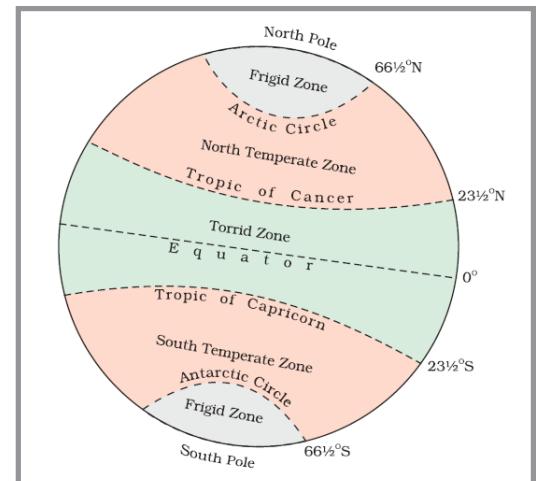 North Pole
66½°N
Frigid Zone
Arctic Circle
North Temperate Zone
Tropic of Cancer
23½°N
Torrid Zone
Equator
0°
Tropic of Capricorn
South Temperate Zone
23½°S
Antarctic Circle
Frigid Zone
South Pole
66½°S